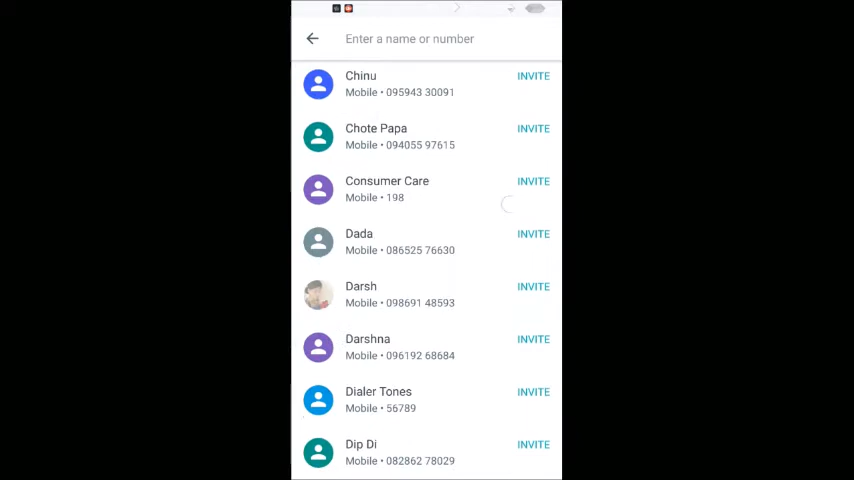 Enter a name or number
Chinu
INVITE
Mobile • 095943 30091
Chote Papa
INVITE
Mobile • 094055 97615
Consumer Care
INVITE
Mobile • 198
Dada
INVITE
Mobile • 086525 76630
Darsh
INVITE
Mobile • 098691 48593
Darshna
INVITE
Mobile • 096192 68684
Dialer Tones
INVITE
Mobile • 56789
Dip Di
INVITE
Mobile • 082862 78029